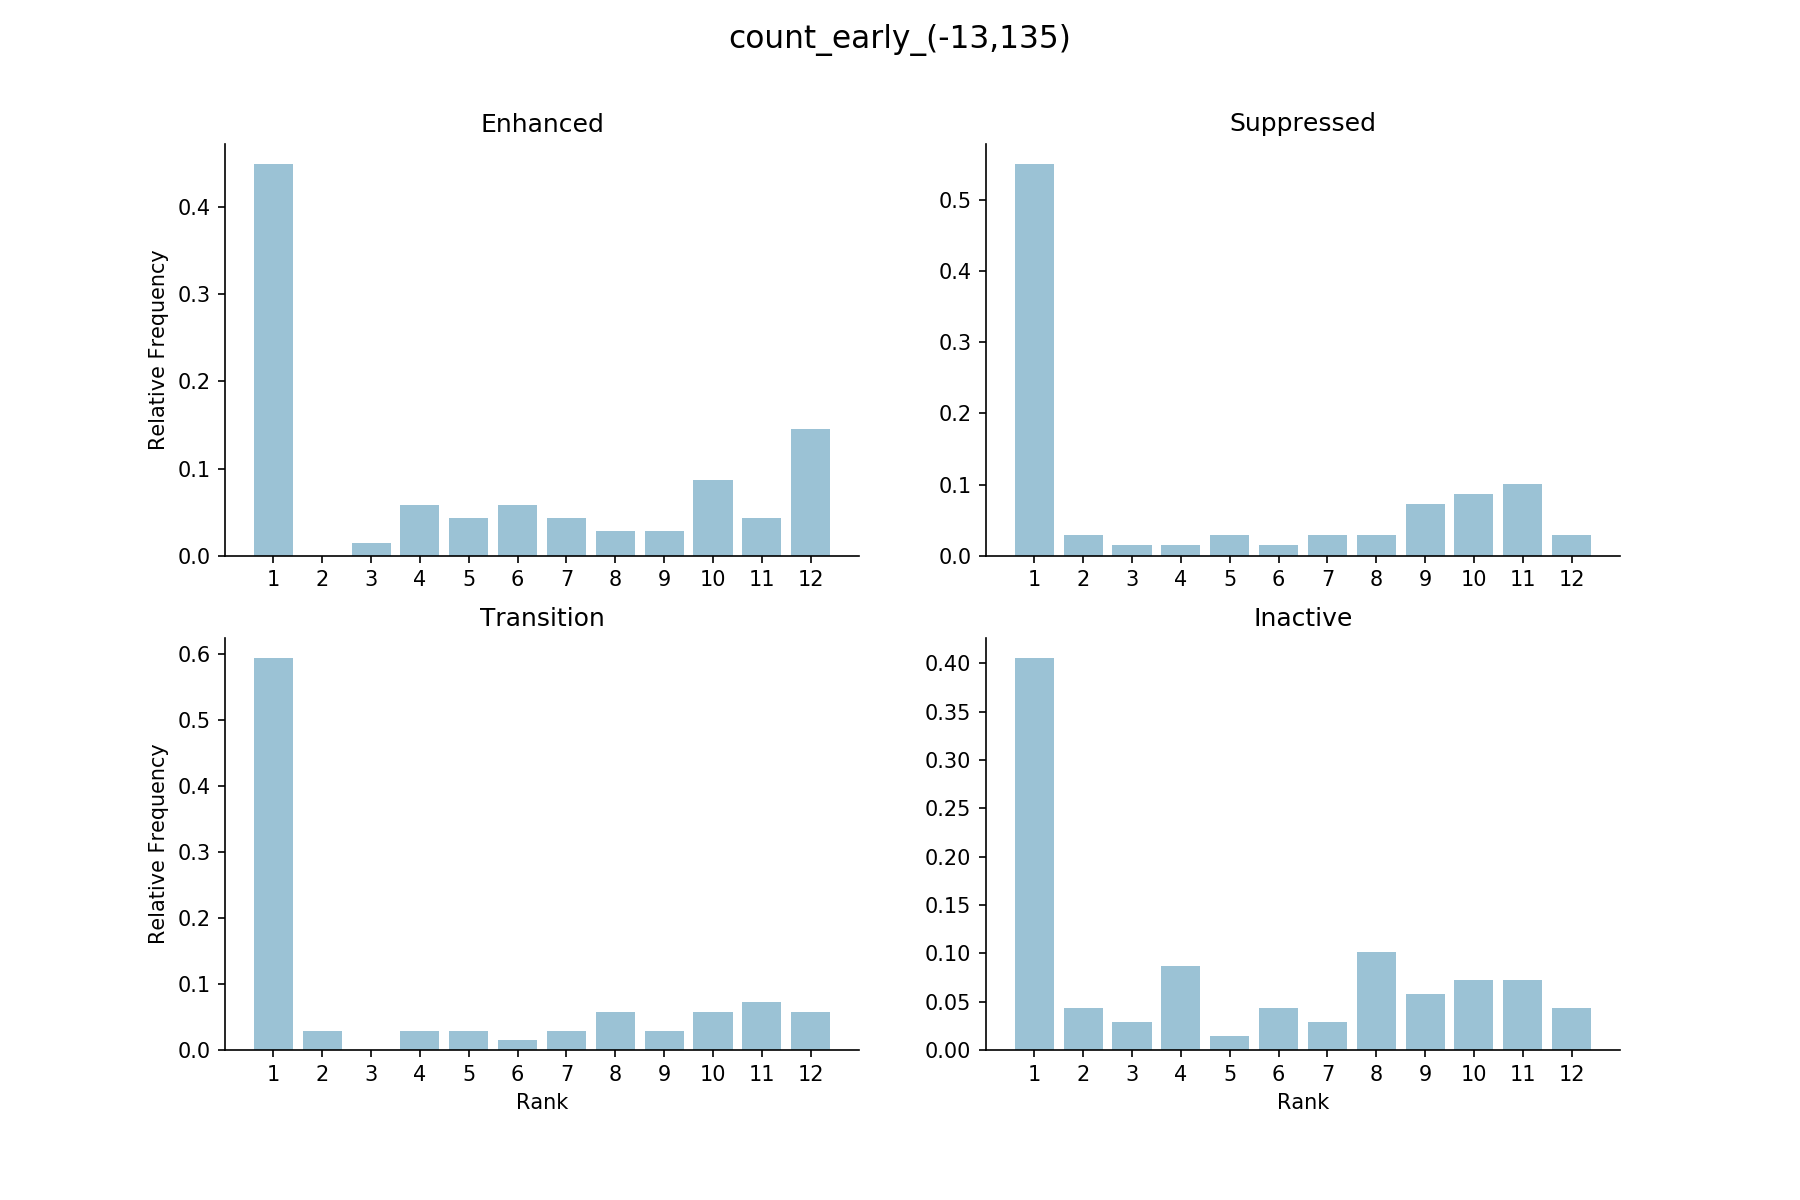 count_early_(-13,135)
Enhanced
Relative Frequency
0.4
0.3
0.2
0.1
0.0
1 2 3 4 5 6 7 8 9 10 11 12
Suppressed
0.5
0.4
0.3
0.2
0.1
0.0
1 2 3 4 5 6 7 8 9 10 11 12
Transition
Relative Frequency
0.6
0.5
0.4
0.3
0.2
0.1
0.0
1 2 3 4 5 6 7 8 9 10 11 12
Rank
Inactive
0.40
0.35
0.30
0.25
0.20
0.15
0.10
0.05
0.00
1 2 3 4 5 6 7 8 9 10 11 12
Rank